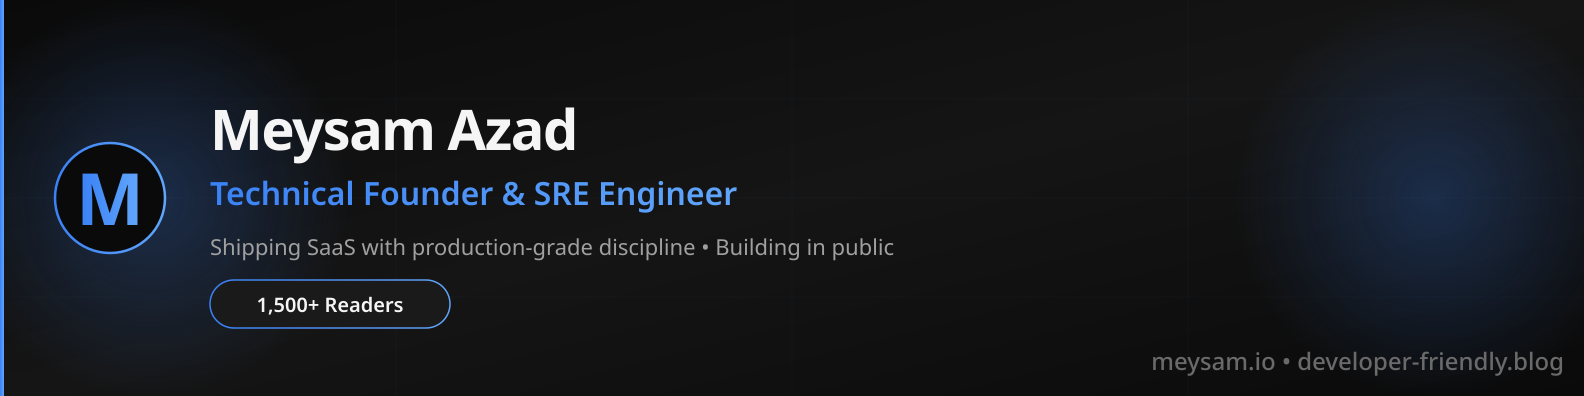 Meysam Azad
M
Technical Founder & SRE Engineer
Shipping SaaS with production-grade discipline • Building in public
1,500+ Readers
meysam.io • developer-friendly.blog